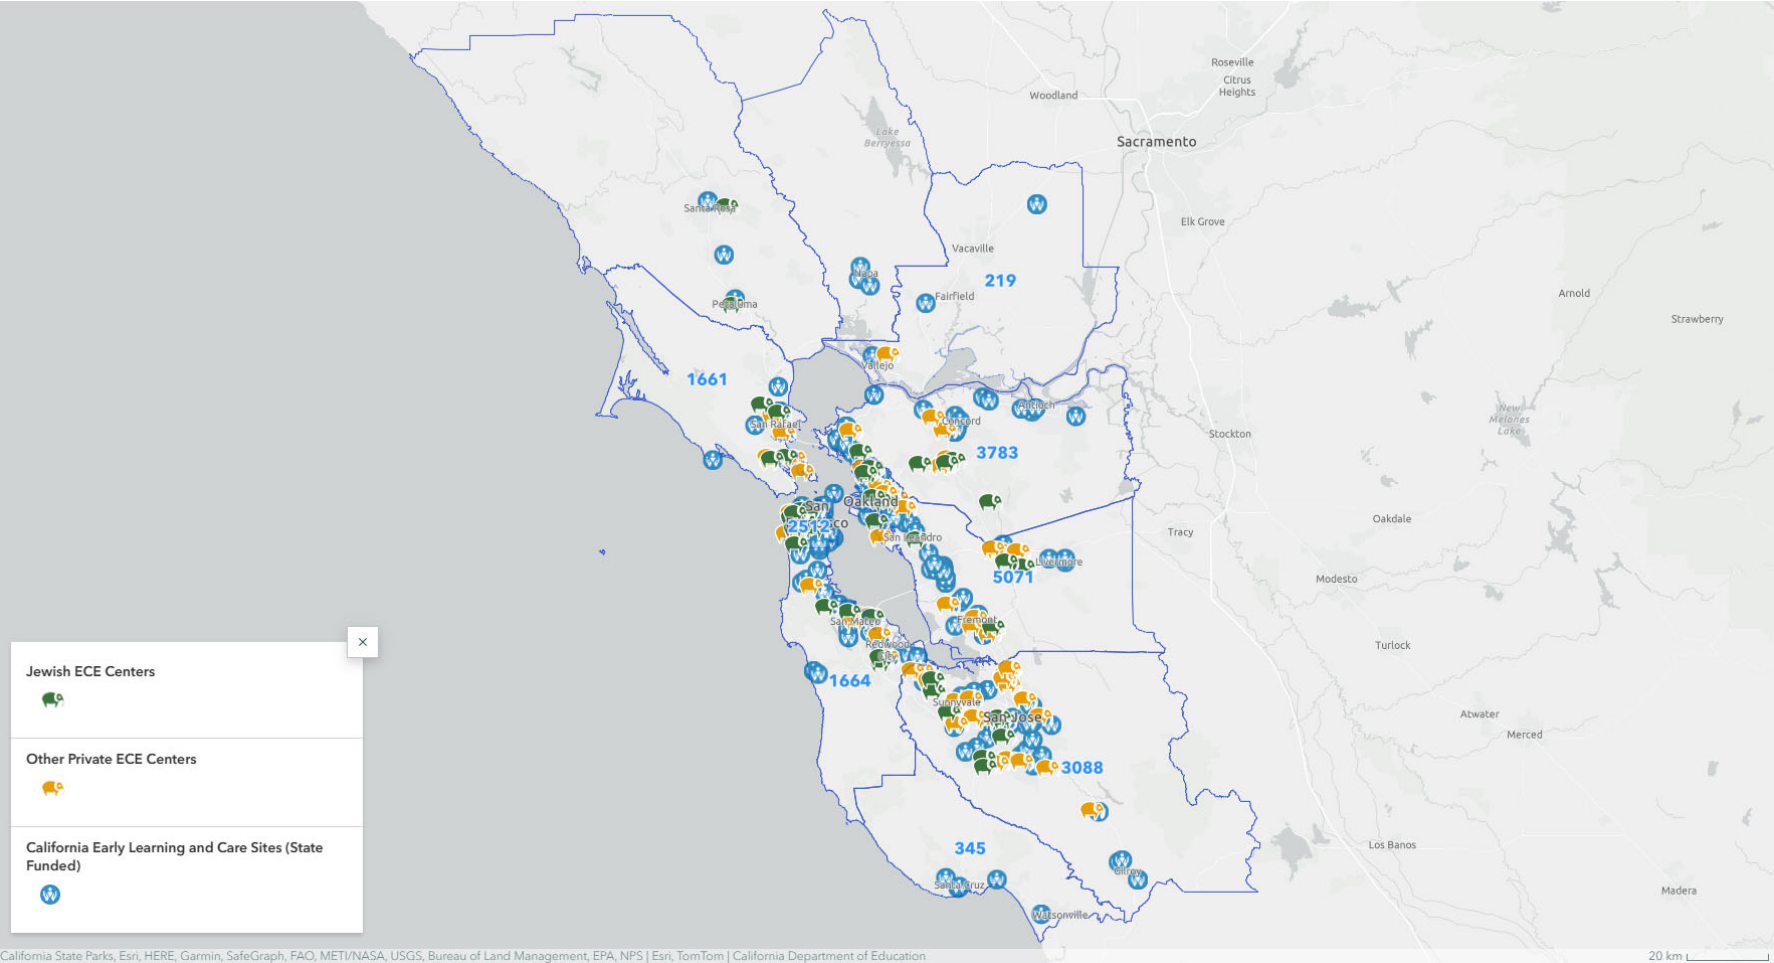 Roseville
Citrus
Heights
Woodland
Lake
Berryessa
Sacramento
Santa Rosa
Elk Grove
Vacaville
Napa
219
Fairfield
Arnold
Petaluma
Strawberry
Vallejo
1661
Antioch
San Rafael
Concord
New
Melones
Lake
Stockton
3783
Oakland
San
2512
Oakdale
San Leandro
Tracy
Livermore
5071
Modesto
San Mateo
Fremont
Redwood
City
Turlock
1664
Sunnyvale
San Jose
Atwater
Merced
3088
345
Los Banos
Gilroy
Santa Cruz
Madera
Watsonville
×
Jewish ECE Centers
Other Private ECE Centers
California Early Learning and Care Sites (State
Funded)
California State Parks, Esri, HERE, Garmin, SafeGraph, FAO, METI/NASA, USGS, Bureau of Land Management, EPA, NPS | Esri, TomTom | California Department of Education
20 km